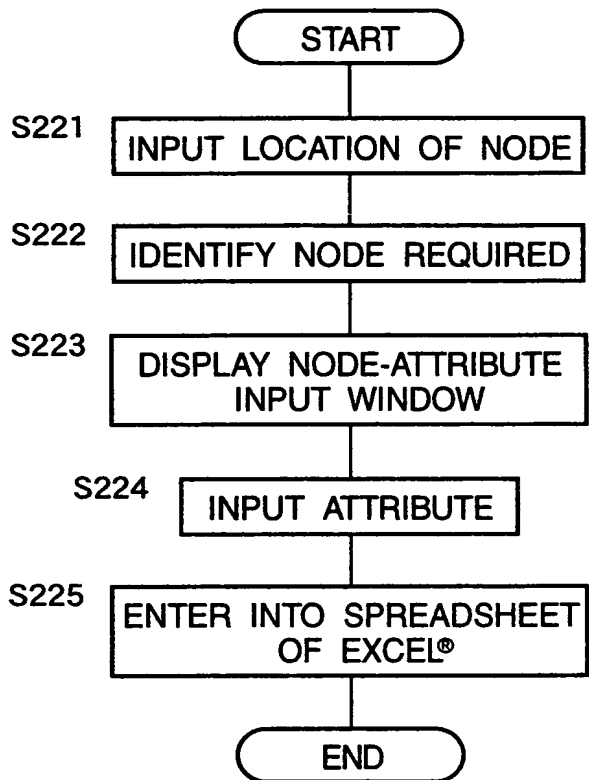 START
S221
INPUT LOCATION OF NODE
S222
IDENTIFY NODE REQUIRED
S223
DISPLAY NODE-ATTRIBUTE
INPUT WINDOW
S224
INPUT ATTRIBUTE
S225
ENTER INTO SPREADSHEET
OF EXCEL®
END